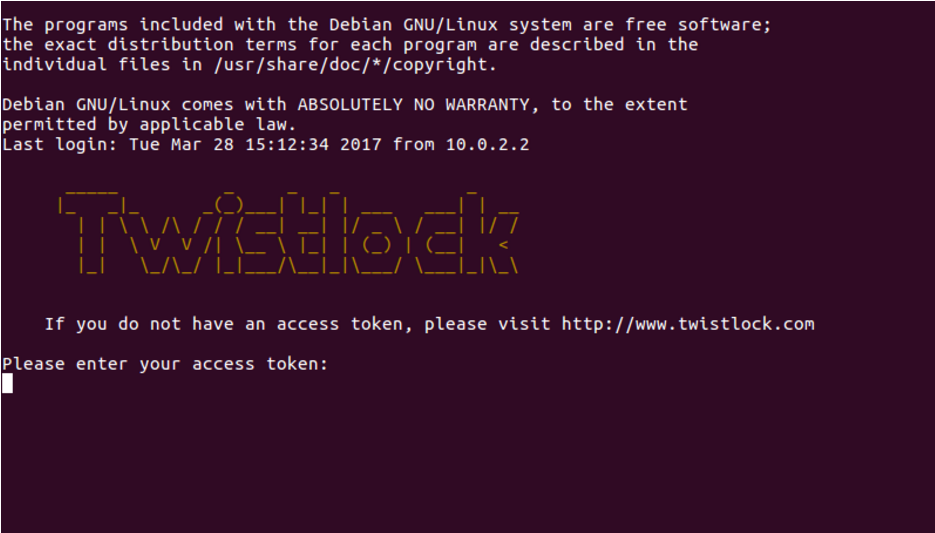 The programs included with the Debian GNU/Linux system are free software;
the exact distribution terms for each program are described in the
individual files in /usr/share/doc/*/copyright.
Debian GNU/Linux comes with ABSOLUTELY NO WARRANTY, to the extent
permitted by applicable law.
Last login: Tue Mar 28 15:12:34 2017 from 10.0.2.2
Twistlock
If you do not have an access token, please visit http://www.twistlock.com
Please enter your access token: